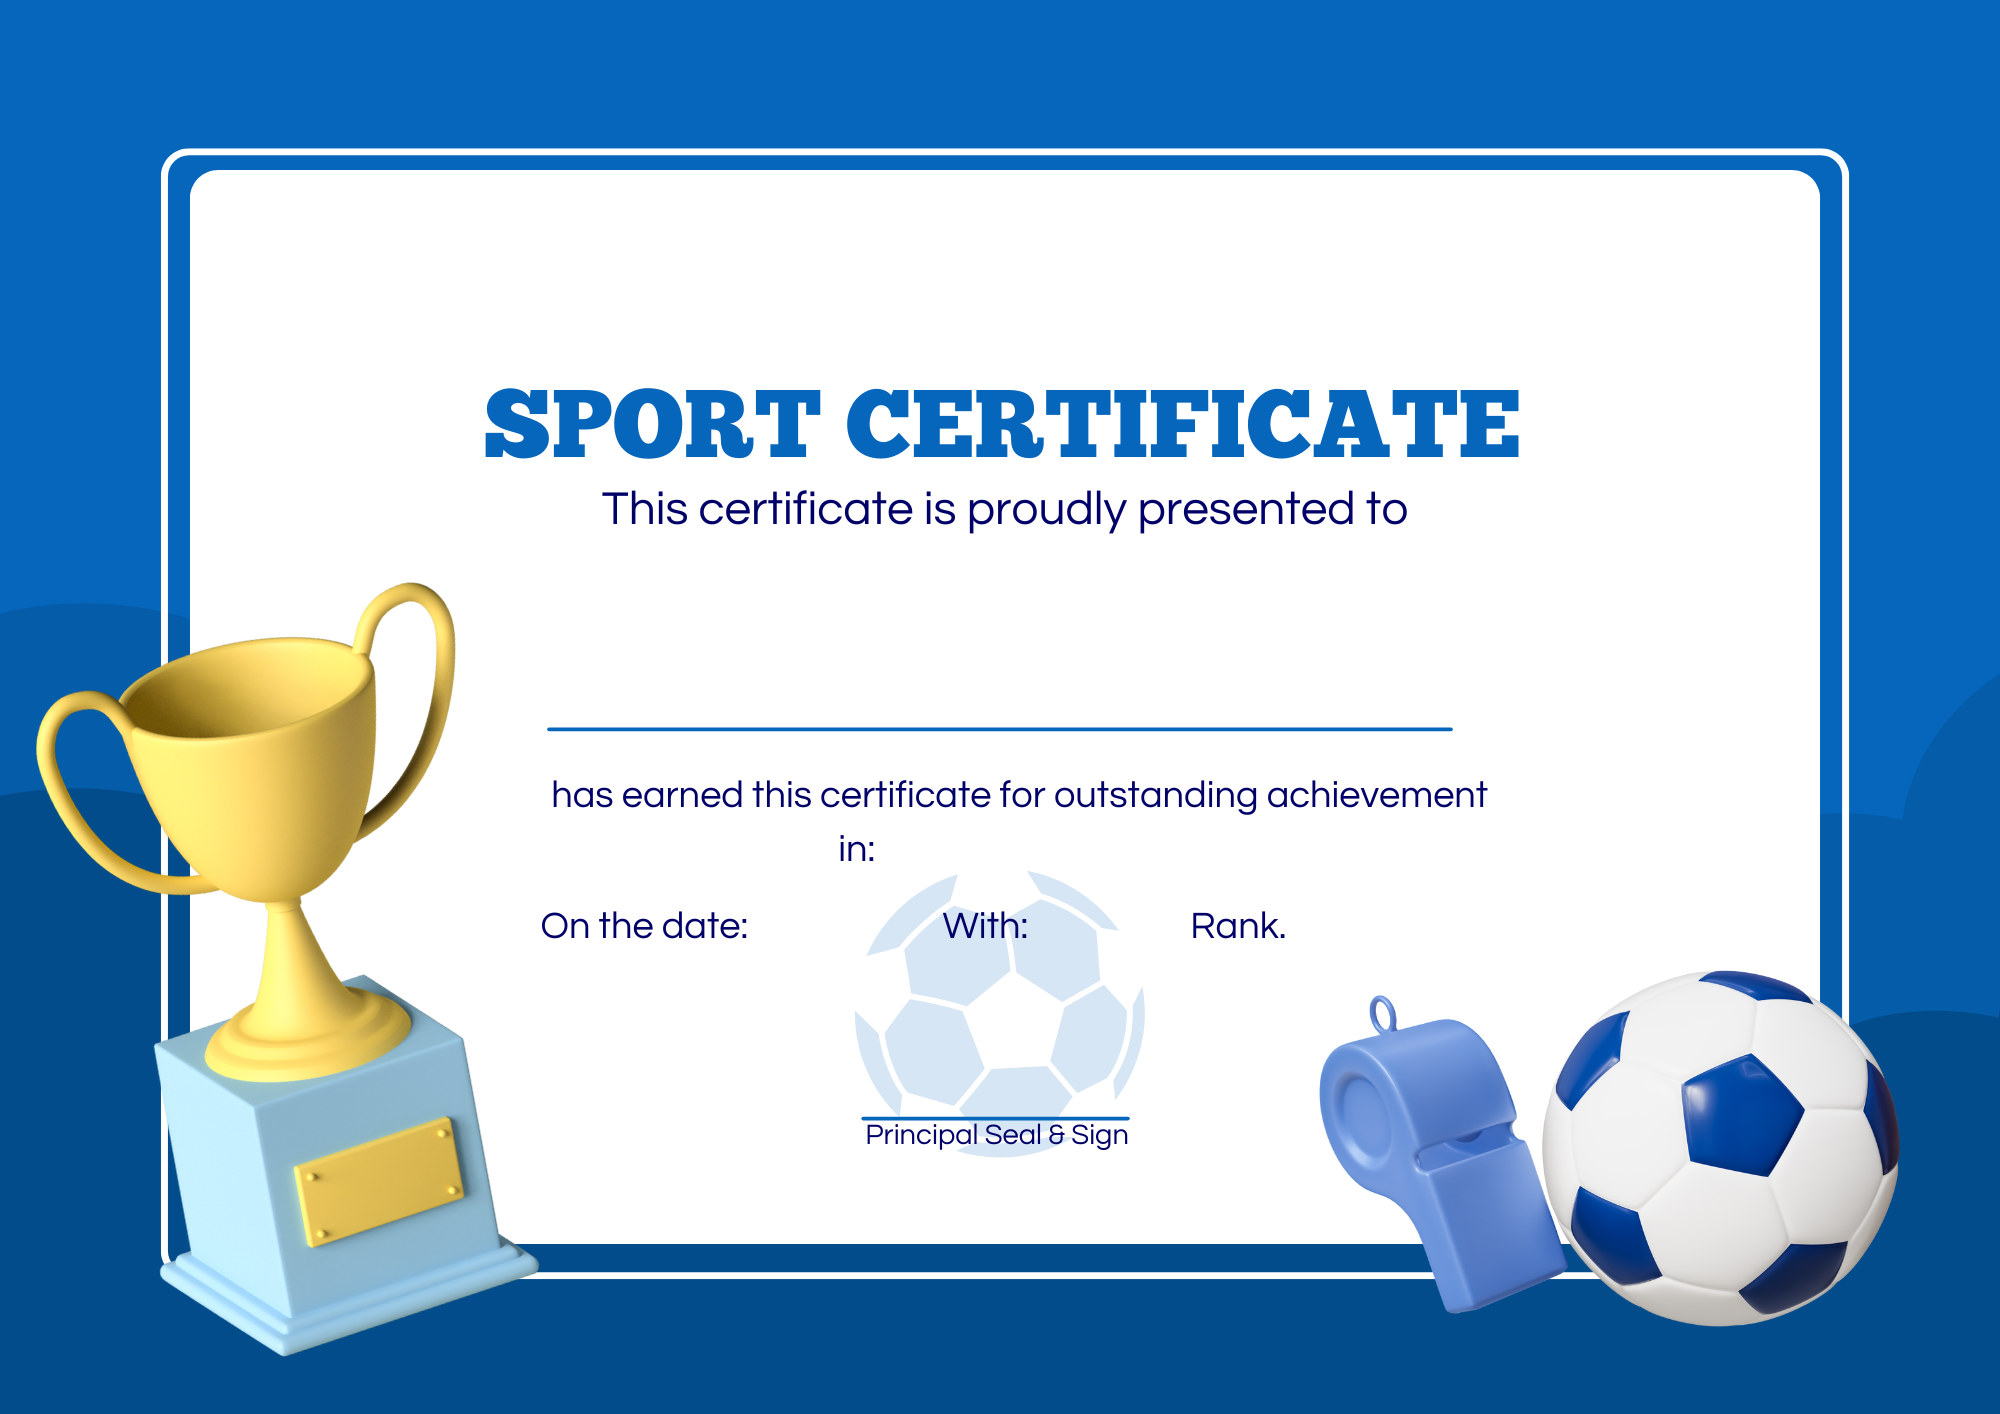 SPORT CERTIFICATE
This certificate is proudly presented to
has earned this certificate for outstanding achievement
in:
On the date: With: Rank.
Principal Seal & Sign